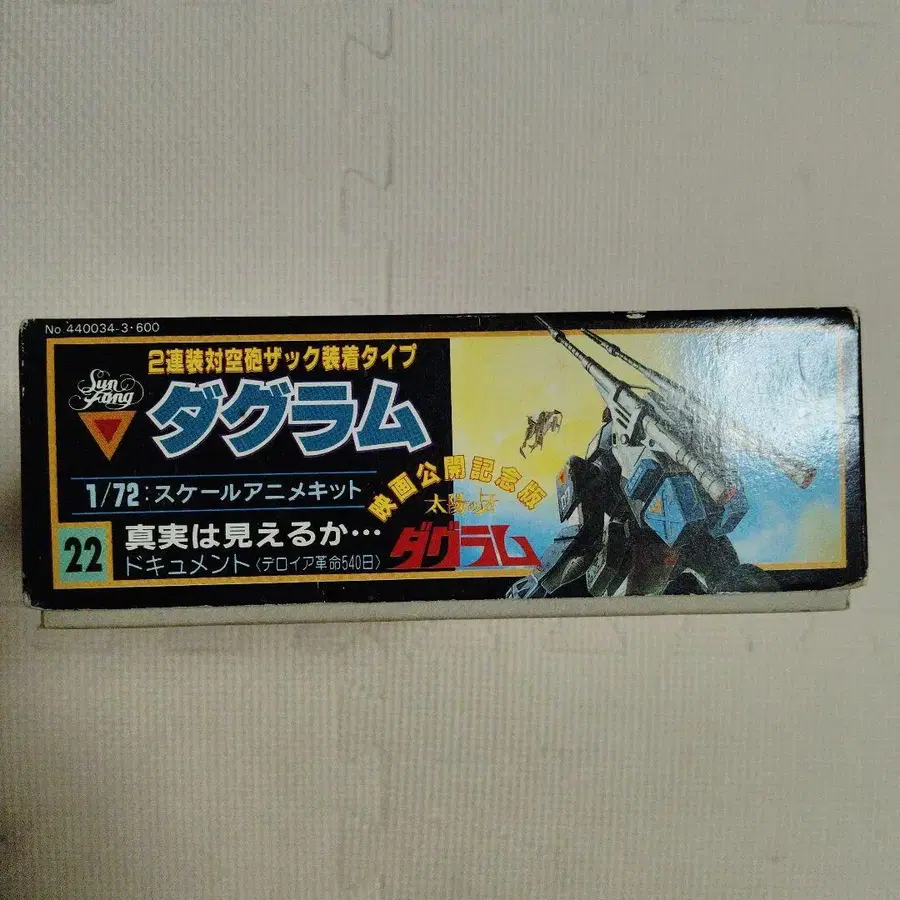 No. 440034-3・600
2連装対空砲ザック装着タイプ
Sun Fang
ダグラム
1/72:スケールアニメキット
映画公開記念版
太陽の牙
ダグラム
22
真実は見えるか…
ドキュメント〈デロイア革命540日〉